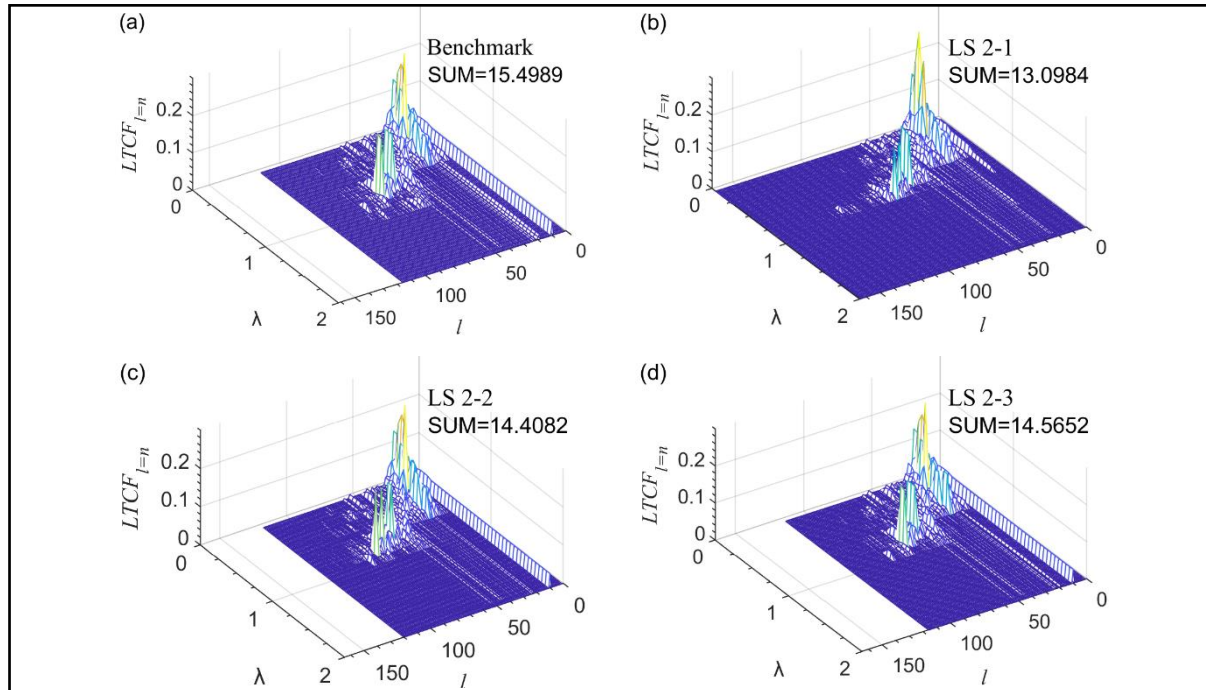 (a)
Benchmark
SUM=15.4989
LTCF_{l=n}
0.2
0.1
0
0
1
2
λ
150
100
50
0
l
(b)
LS 2-1
SUM=13.0984
LTCF_{l=n}
0.2
0.1
0
0
1
2
λ
150
100
50
0
l
(c)
LS 2-2
SUM=14.4082
LTCF_{l=n}
0.2
0.1
0
0
1
2
λ
150
100
50
0
l
(d)
LS 2-3
SUM=14.5652
LTCF_{l=n}
0.2
0.1
0
0
1
2
λ
150
100
50
0
l